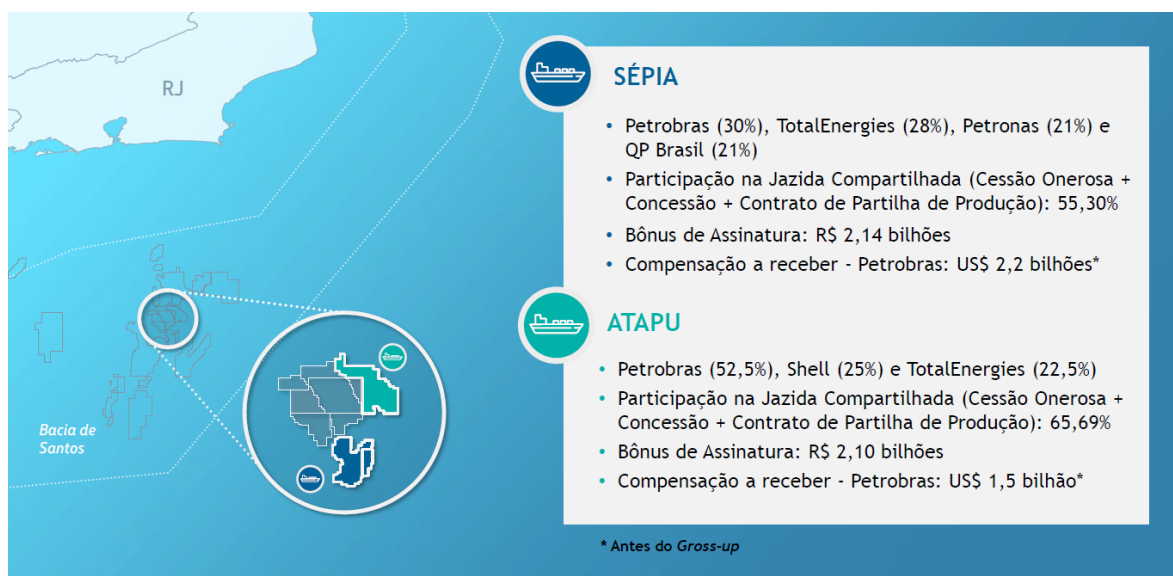 RJ
Bacia de
Santos
SÉPIA
• Petrobras (30%), TotalEnergies (28%), Petronas (21%) e
QP Brasil (21%)
• Participação na Jazida Compartilhada (Cessão Onerosa +
Concessão + Contrato de Partilha de Produção): 55,30%
• Bônus de Assinatura: R$ 2,14 bilhões
• Compensação a receber - Petrobras: US$ 2,2 bilhões*
ATAPU
• Petrobras (52,5%), Shell (25%) e TotalEnergies (22,5%)
• Participação na Jazida Compartilhada (Cessão Onerosa +
Concessão + Contrato de Partilha de Produção): 65,69%
• Bônus de Assinatura: R$ 2,10 bilhões
• Compensação a receber - Petrobras: US$ 1,5 bilhão*
* Antes do Gross-up